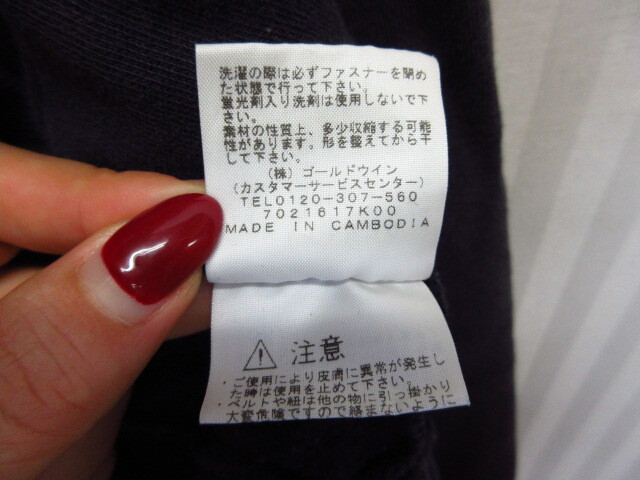 洗濯の際は必ずファスナーを閉め
た状態で行って下さい。
蛍光剤入り洗剤は使用しないで下
さい。
素材の性質上、多少収縮する可能
性があります。形を整えてから干
して下さい。
(株)ゴールドウイン
(カスタマーサービスセンター)
TEL0120-307-560
7021617K00
MADE IN CAMBODIA
注意
・ご使用により皮膚に異常が発生し
た時は使用を止めて下さい。
・ベルトや紐は他の物に引っ掛かり
大変危険ですので絡まないように